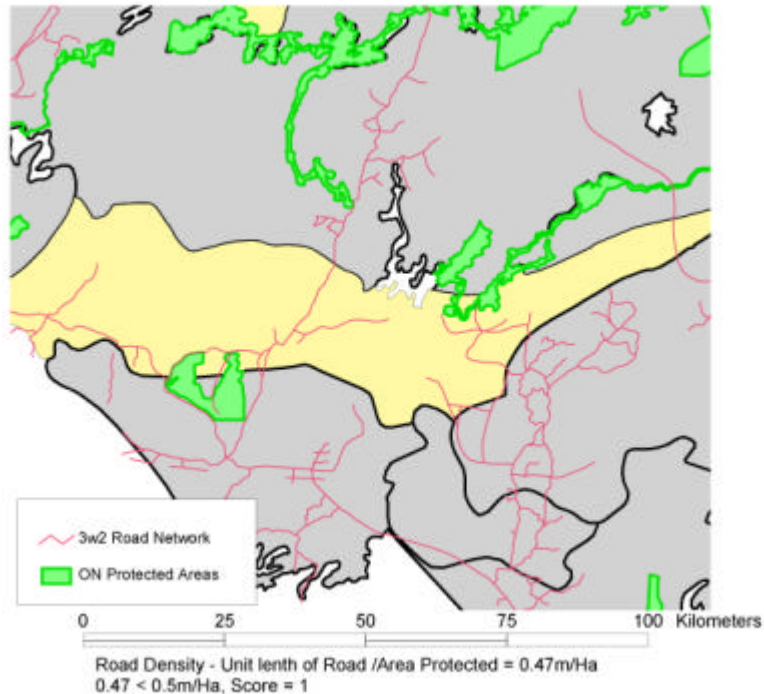 3w2 Road Network
ON Protected Areas
0 25 50 75 100 Kilometers
Road Density - Unit lenth of Road /Area Protected = 0.47m/Ha
0.47 < 0.5m/Ha, Score = 1